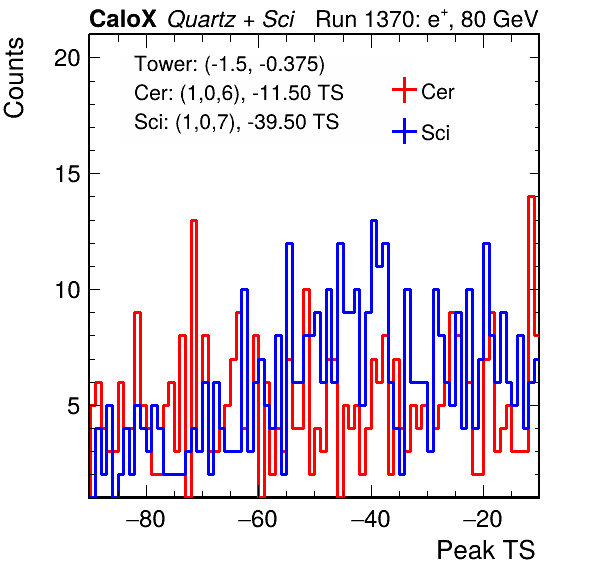 CaloX Quartz + Sci Run 1370: e⁺, 80 GeV
Counts
Tower: (-1.5, -0.375)
Cer: (1,0,6), -11.50 TS
Sci: (1,0,7), -39.50 TS
Cer
Sci
20
15
10
5
−80 −60 −40 −20
Peak TS